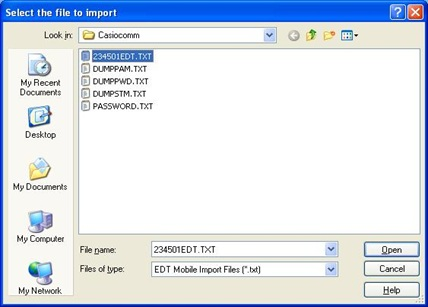 Select the file to import
Look in: Casiocomm
My Recent
Documents
Desktop
My Documents
My Computer
My Network
234501EDT.TXT
DUMPPAM.TXT
DUMPPWD.TXT
DUMPSTM.TXT
PASSWORD.TXT
File name: 234501EDT.TXT Open
Files of type: EDT Mobile Import Files (*.txt) Cancel
Help